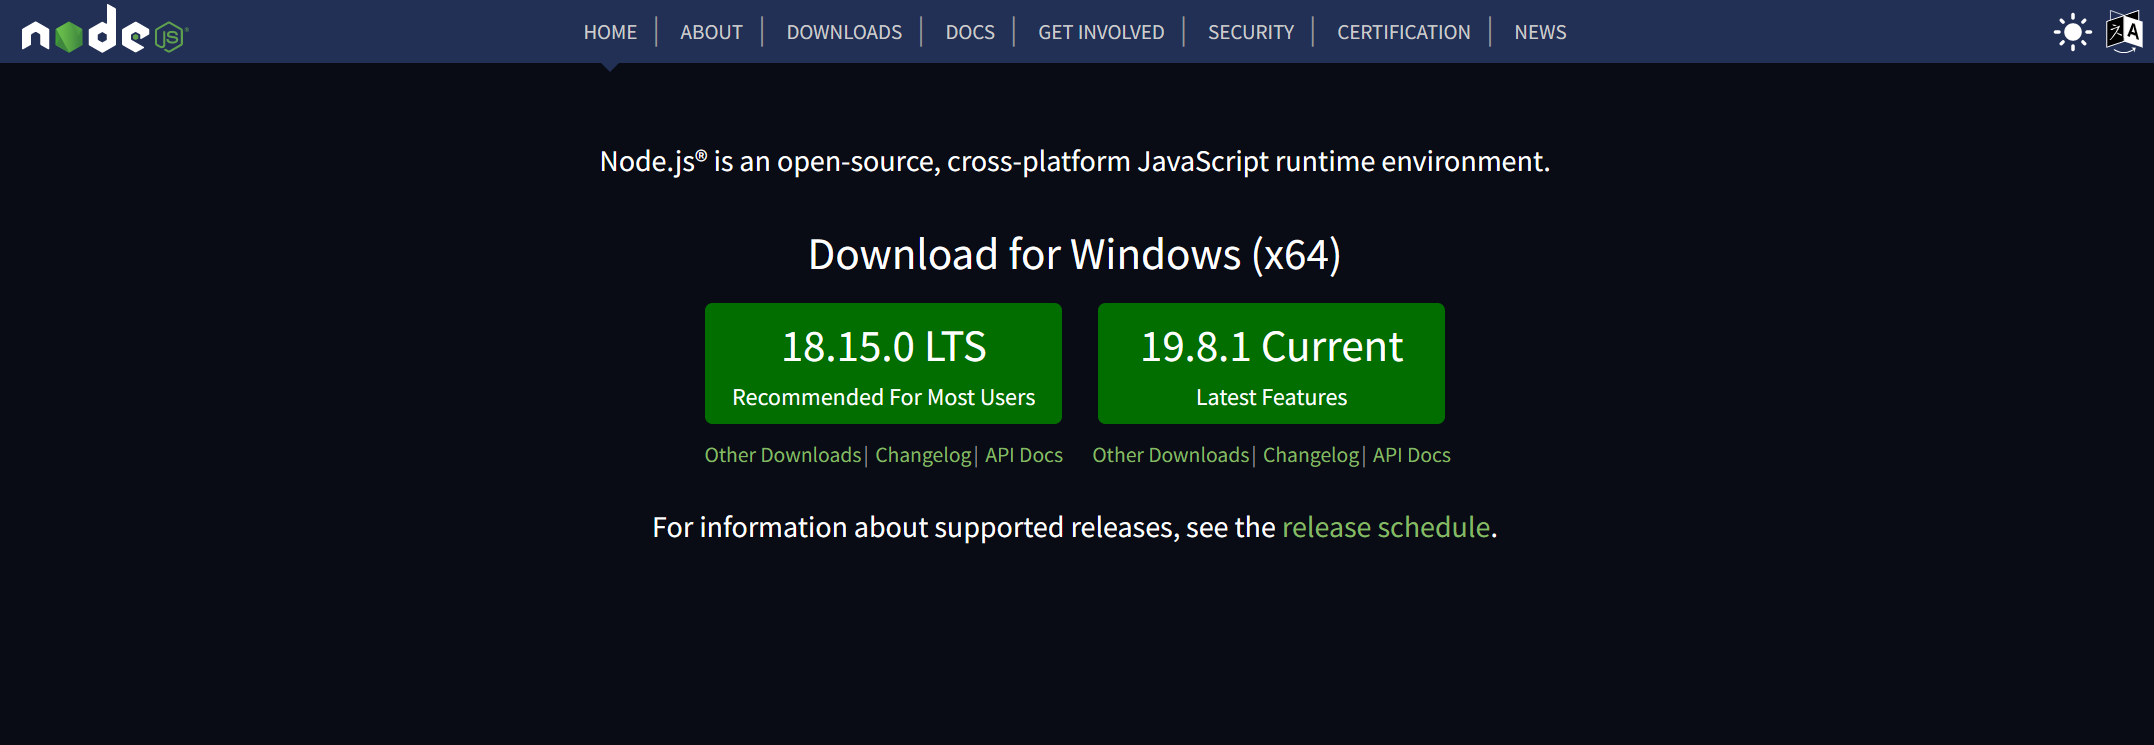 node JS
HOME | ABOUT | DOWNLOADS | DOCS | GET INVOLVED | SECURITY | CERTIFICATION | NEWS
Node.js® is an open-source, cross-platform JavaScript runtime environment.
Download for Windows (x64)
18.15.0 LTS
Recommended For Most Users
19.8.1 Current
Latest Features
Other Downloads | Changelog | API Docs
Other Downloads | Changelog | API Docs
For information about supported releases, see the release schedule.